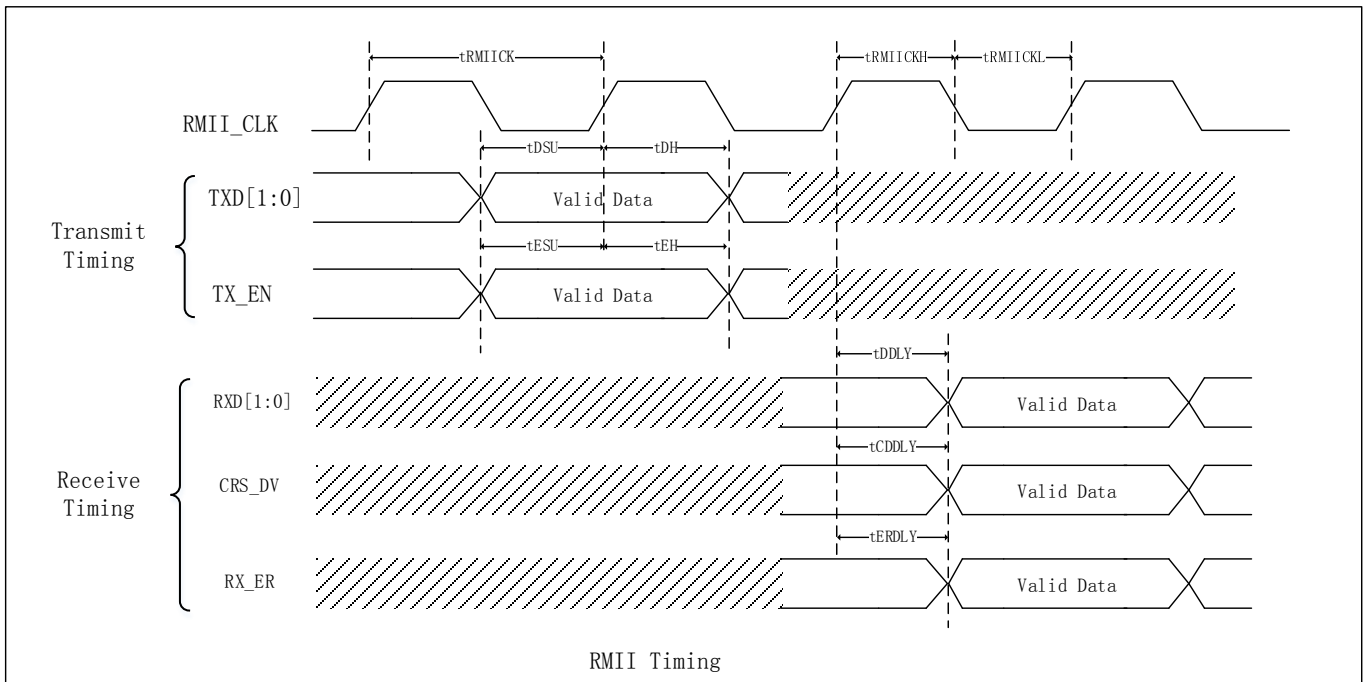 tRMIICK
tRMIICKH
tRMIICKL
RMII_CLK
tDSU
tDH
TXD[1:0]
Valid Data
Transmit
Timing
tESU
tEH
TX_EN
Valid Data
tDDLY
RXD[1:0]
Valid Data
tCDDLY
Receive
Timing
CRS_DV
Valid Data
tERDLY
RX_ER
Valid Data
RMII Timing